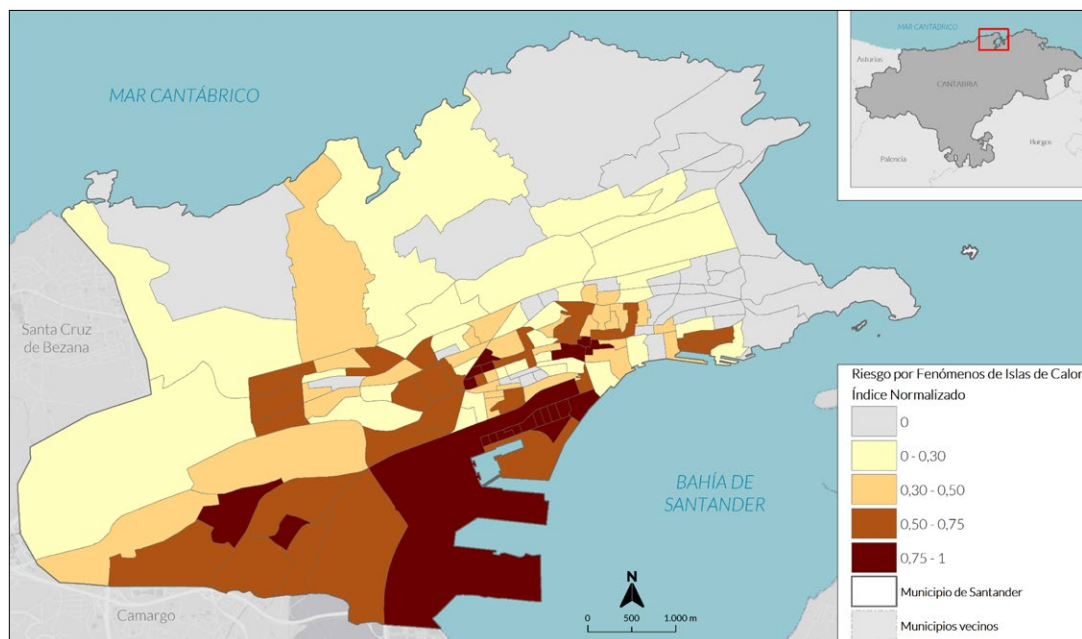 MAR CANTÁBRICO
MAR CANTÁBRICO
Asturias
CANTABRIA
Palencia
Burgos
Santa Cruz
de Bezana
BAHÍA DE
SANTANDER
Camargo
N
0 500 1.000 m
Riesgo por Fenómenos de Islas de Calor
Índice Normalizado
0
0 - 0,30
0,30 - 0,50
0,50 - 0,75
0,75 - 1
Municipio de Santander
Municipios vecinos